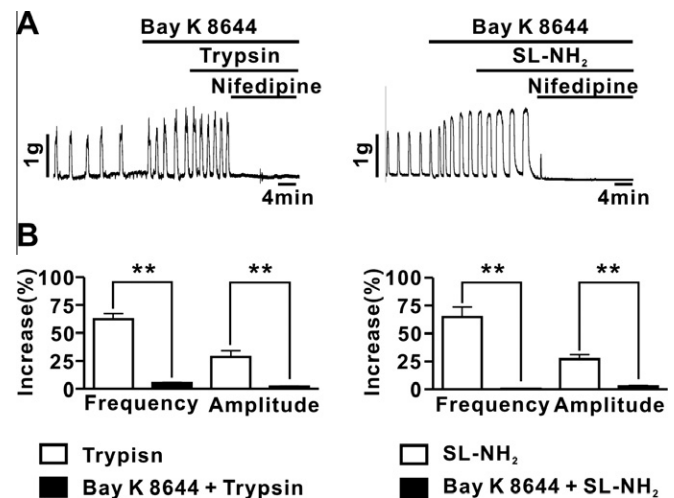 A
Bay K 8644
Trypsin
Nifedipine
1g
4min
Bay K 8644
SL-NH₂
Nifedipine
1g
4min
B
Increase(%)
100
75
50
25
0
**
**
Frequency Amplitude
Trypisn
Bay K 8644 + Trypsin
Increase(%)
100
75
50
25
0
**
**
Frequency Amplitude
SL-NH₂
Bay K 8644 + SL-NH₂